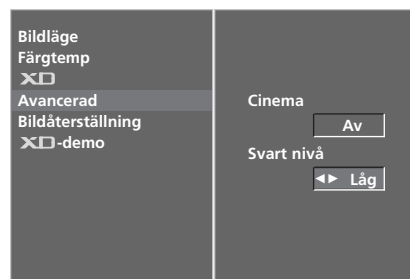 Bildläge
Färgtemp
XD
Avancerad
Bildåterställning
XD-demo
Cinema
Av
Svart nivå
◄► Låg